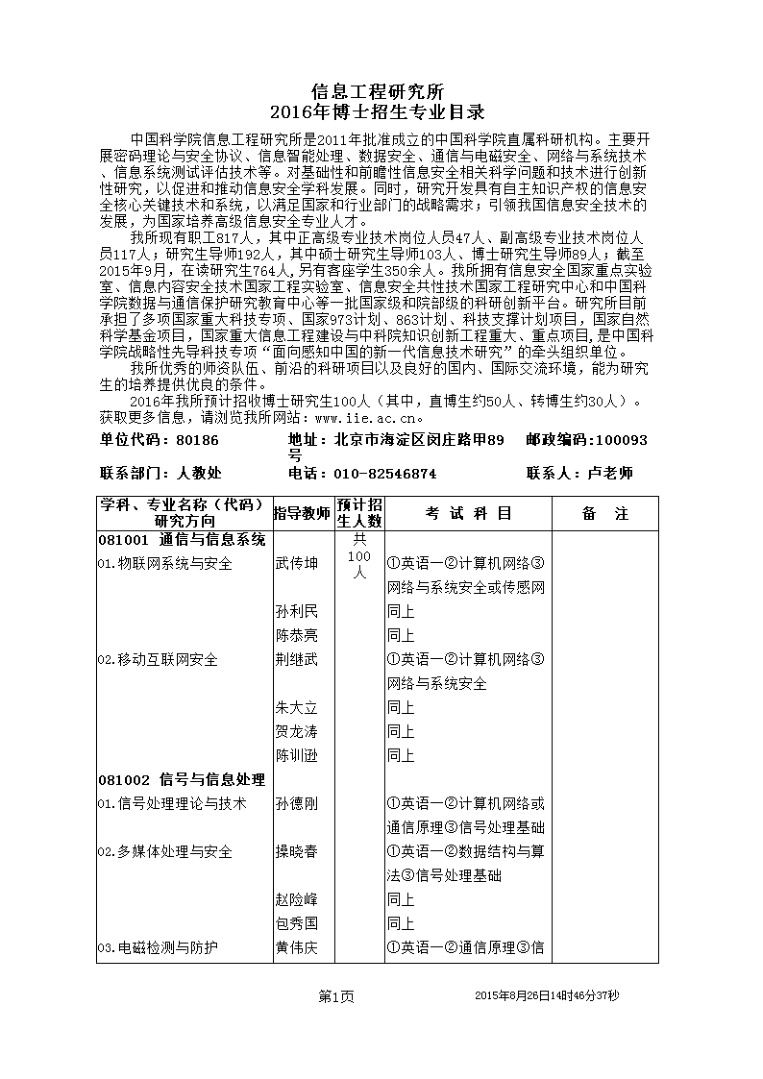 信息工程研究所
2016年博士招生专业目录
中国科学院信息工程研究所是2011年批准成立的中国科学院直属科研机构。主要开
展密码理论与安全协议、信息智能处理、数据安全、通信与电磁安全、网络与系统技术
、信息系统测试评估技术等。对基础性和前瞻性信息安全相关科学问题和技术进行创新
性研究，以促进和推动信息安全学科发展。同时，研究开发具有自主知识产权的信息安
全核心关键技术和系统，以满足国家和行业部门的战略需求；引领我国信息安全技术的
发展，为国家培养高级信息安全专业人才。
我所现有职工817人，其中正高级专业技术岗位人员47人、副高级专业技术岗位人
员117人；研究生导师192人，其中硕士研究生导师103人、博士研究生导师89人；截至
2015年9月，在读研究生764人,另有客座学生350余人。我所拥有信息安全国家重点实验
室、信息内容安全技术国家工程实验室、信息安全共性技术国家工程研究中心和中国科
学院数据与通信保护研究教育中心等一批国家级和院部级的科研创新平台。研究所目前
承担了多项国家重大科技专项、国家973计划、863计划、科技支撑计划项目，国家自然
科学基金项目，国家重大信息工程建设与中科院知识创新工程重大、重点项目,是中国科
学院战略性先导科技专项“面向感知中国的新一代信息技术研究”的牵头组织单位。
我所优秀的师资队伍、前沿的科研项目以及良好的国内、国际交流环境，能为研究
生的培养提供优良的条件。
2016年我所预计招收博士研究生100人（其中，直博生约50人、转博生约30人）。
获取更多信息，请浏览我所网站：www.iie.ac.cn。
单位代码：80186 地址：北京市海淀区闵庄路甲89 邮政编码:100093
号
联系部门：人教处 电话：010-82546874 联系人：卢老师
学科、专业名称（代码） 指导教师 预计招 考 试 科 目 备 注
研究方向 生人数
081001 通信与信息系统 共
01.物联网系统与安全 武传坤 100 ①英语一②计算机网络③
人 网络与系统安全或传感网
孙利民 同上
陈恭亮 同上
02.移动互联网安全 荆继武 ①英语一②计算机网络③
网络与系统安全
朱大立 同上
贺龙涛 同上
陈训逊 同上
081002 信号与信息处理
01.信号处理理论与技术 孙德刚 ①英语一②计算机网络或
通信原理③信号处理基础
02.多媒体处理与安全 操晓春 ①英语一②数据结构与算
法③信号处理基础
赵险峰 同上
包秀国 同上
03.电磁检测与防护 黄伟庆 ①英语一②通信原理③信
第1页 2015年8月26日14时46分37秒